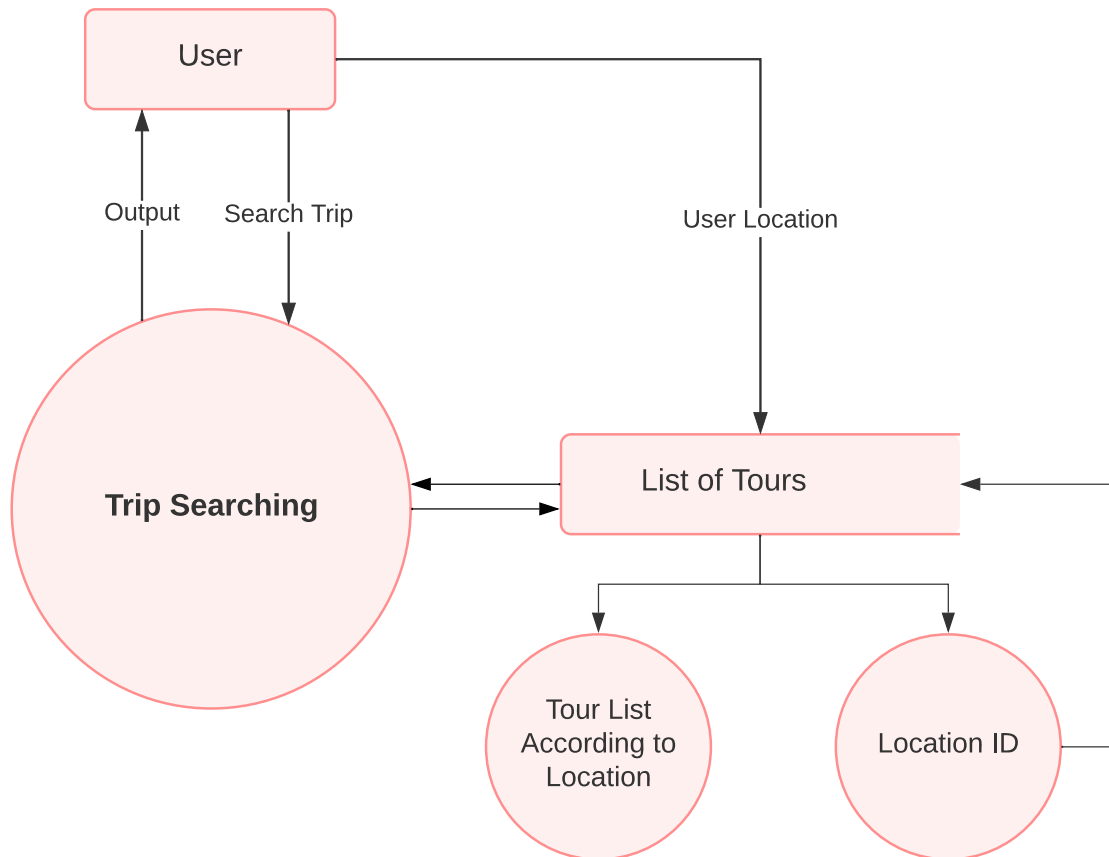 User
Output
Search Trip
User Location
List of Tours
Trip Searching
Tour List
According to
Location
Location ID